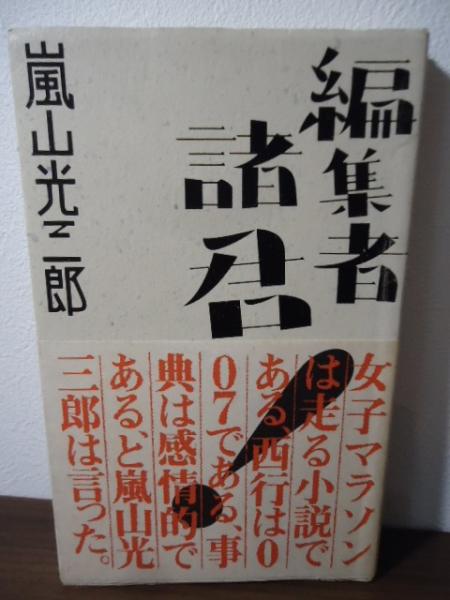 編集者
諸君!
嵐山光三郎
女子マラソン
は走る小説で
ある、西行は0
07である、事
典は感情的で
ある、と嵐山光
三郎は言った。